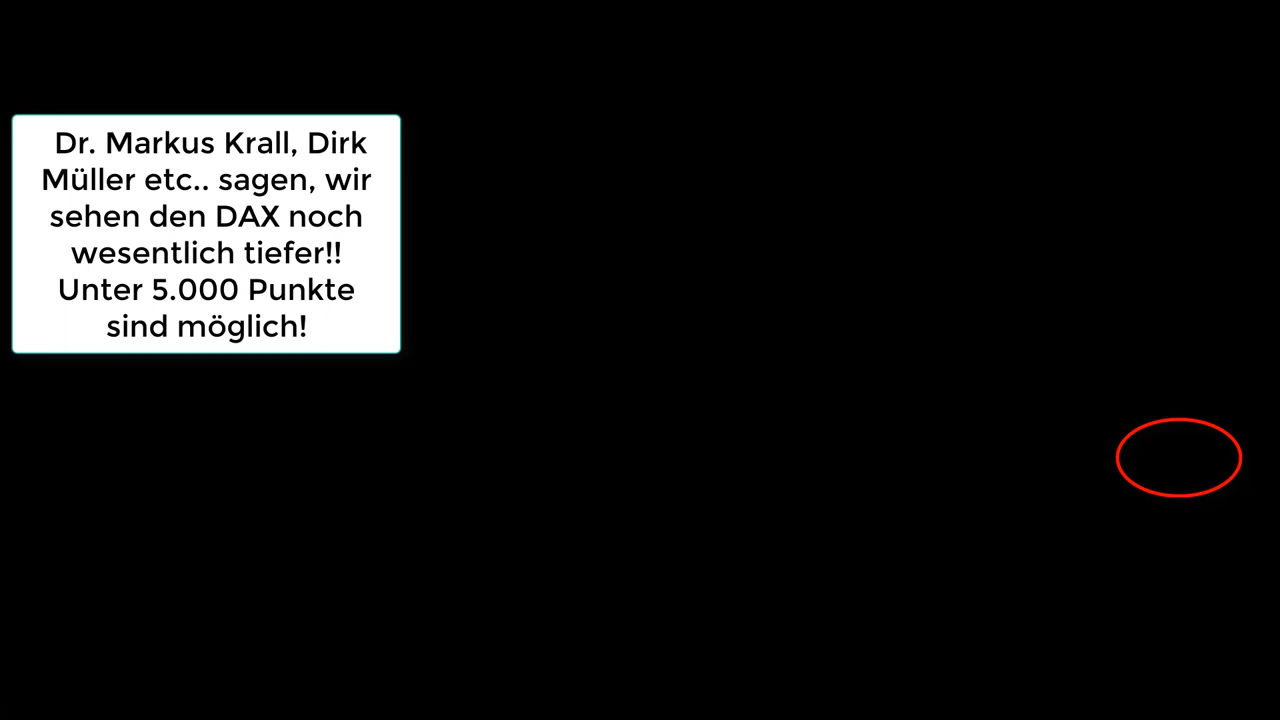 Dr. Markus Krall, Dirk
Müller etc.. sagen, wir
sehen den DAX noch
wesentlich tiefer!!
Unter 5.000 Punkte
sind möglich!